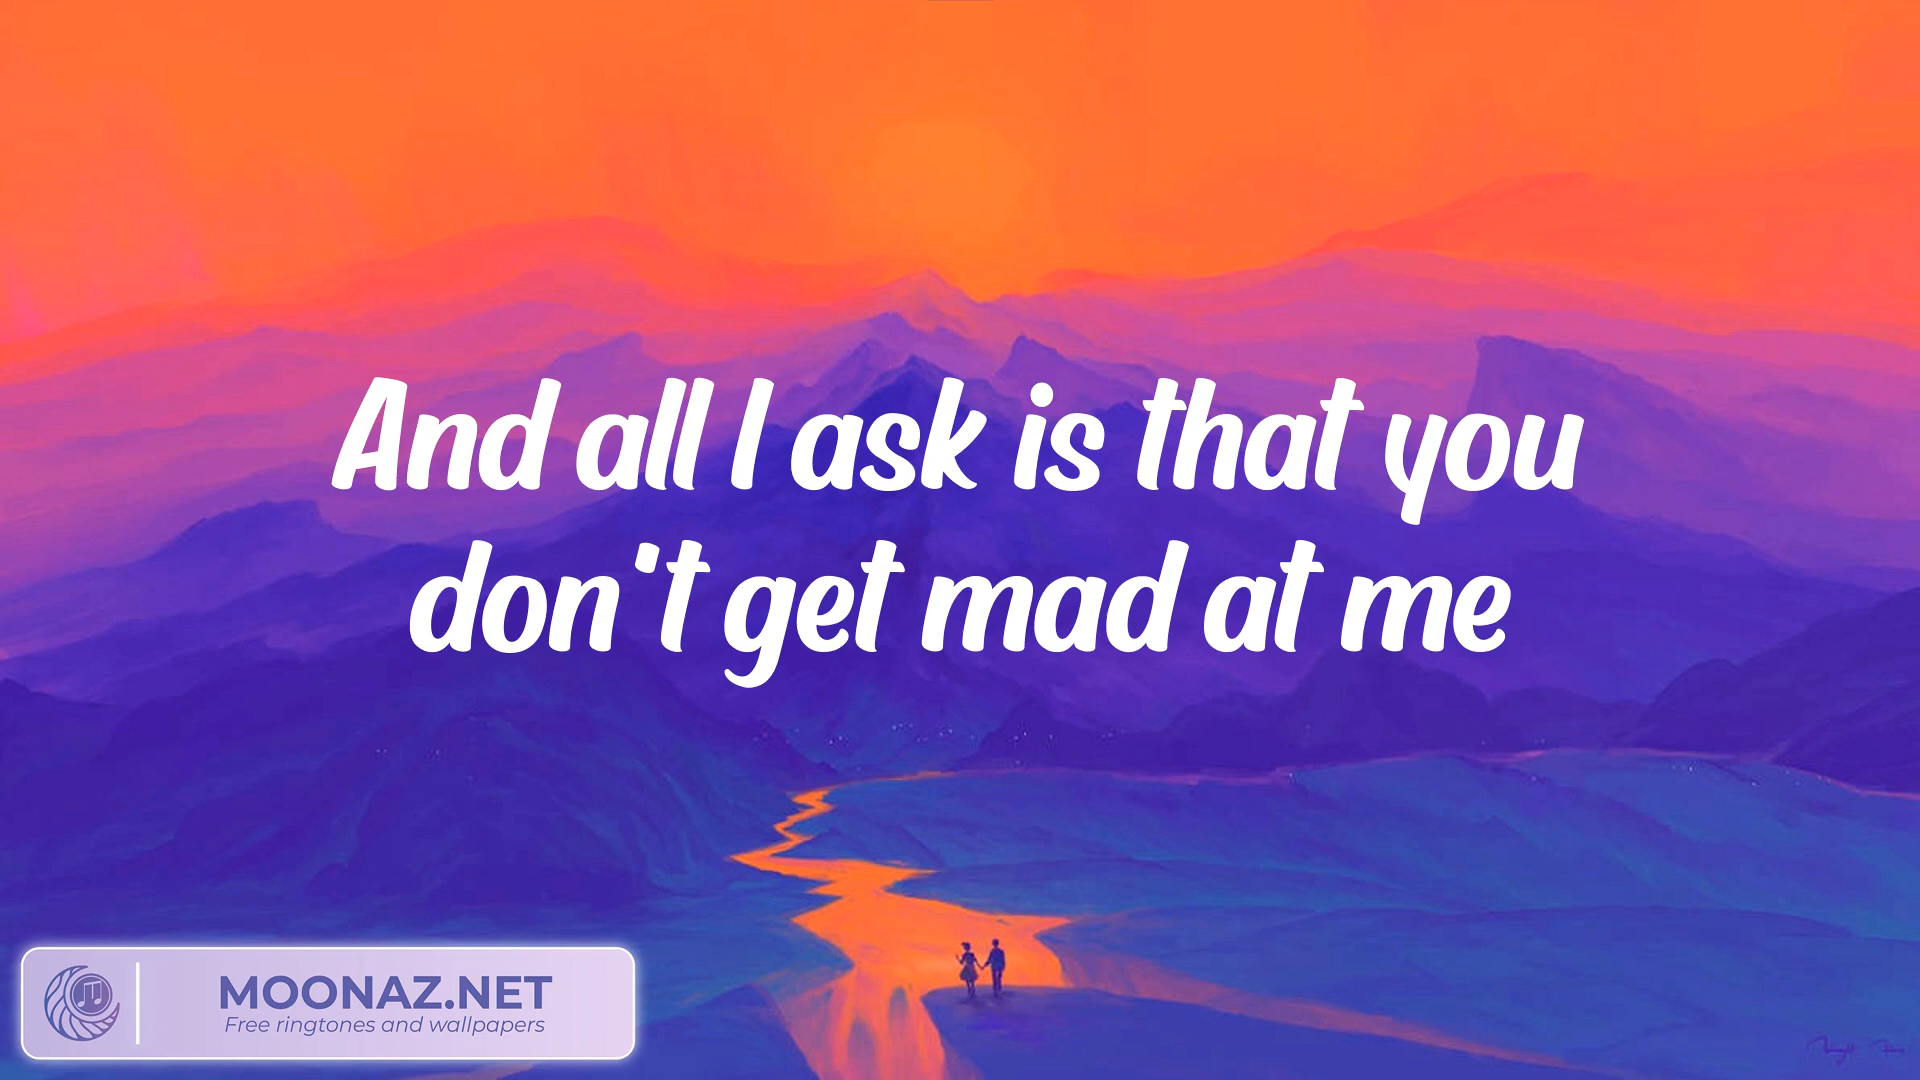 And all I ask is that you
don't get mad at me
MOONAZ.NET
Free ringtones and wallpapers